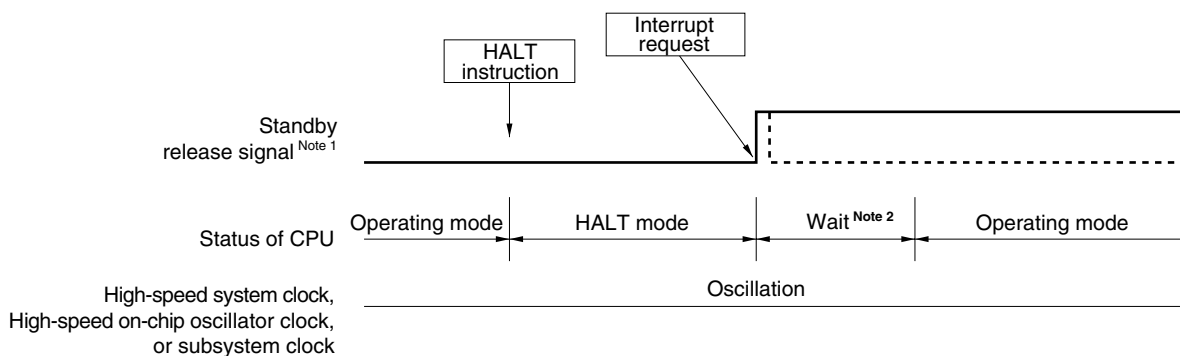 Interrupt
request
HALT
instruction
Standby
release signal Note 1
Status of CPU
Operating mode
HALT mode
Wait Note 2
Operating mode
High-speed system clock,
High-speed on-chip oscillator clock,
or subsystem clock
Oscillation